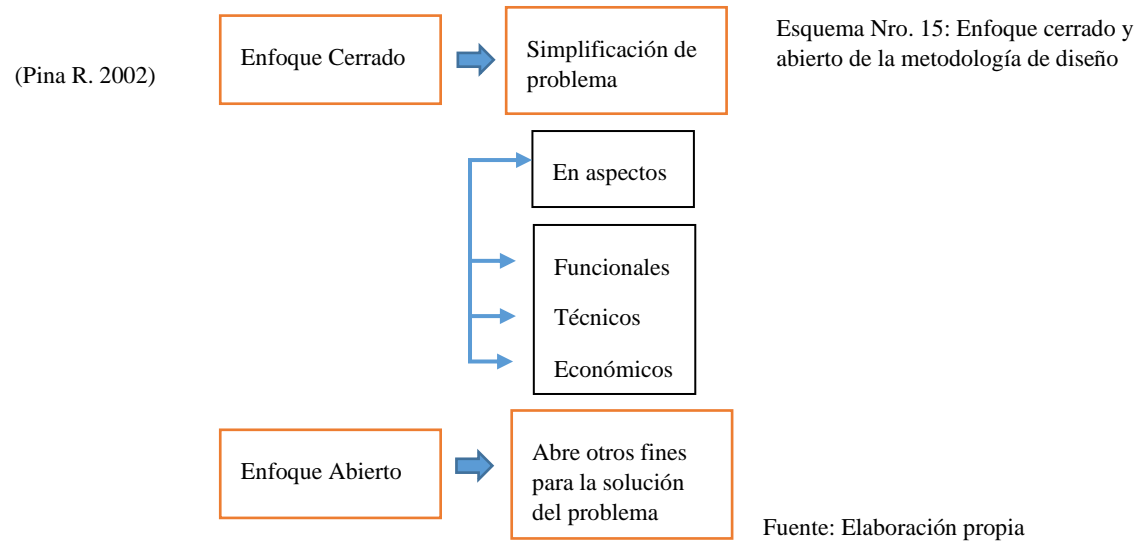 Esquema Nro. 15: Enfoque cerrado y
abierto de la metodología de diseño
(Pina R. 2002)
Enfoque Cerrado
Simplificación de
problema
En aspectos
Funcionales
Técnicos
Económicos
Enfoque Abierto
Abre otros fines
para la solución
del problema
Fuente: Elaboración propia